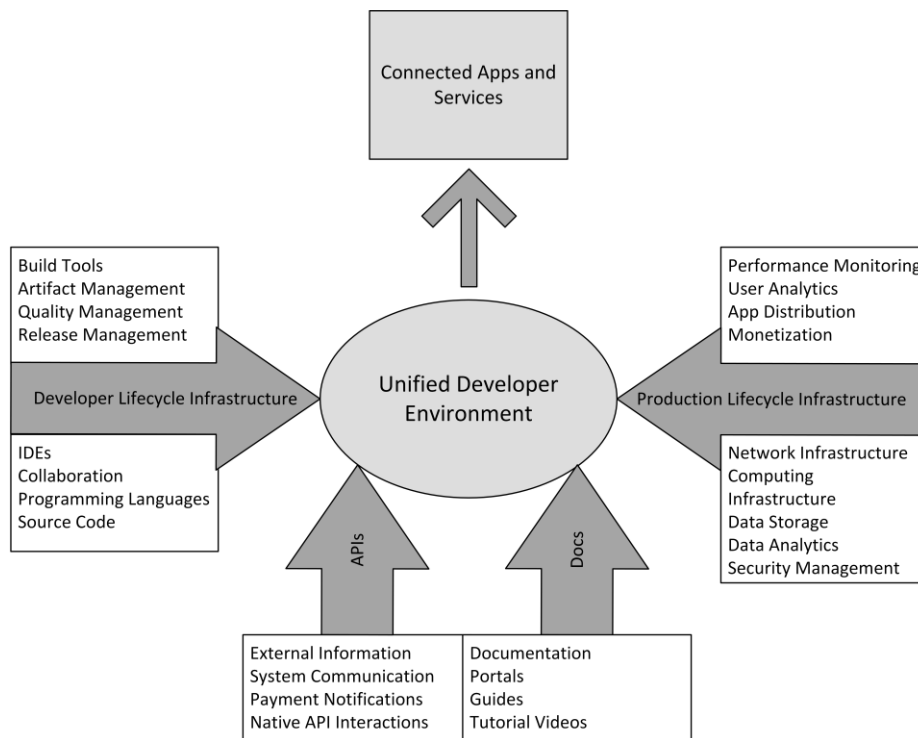 Connected Apps and
Services
Build Tools
Artifact Management
Quality Management
Release Management
Developer Lifecycle Infrastructure
IDEs
Collaboration
Programming Languages
Source Code
Unified Developer
Environment
Performance Monitoring
User Analytics
App Distribution
Monetization
Production Lifecycle Infrastructure
Network Infrastructure
Computing
Infrastructure
Data Storage
Data Analytics
Security Management
APIs
External Information
System Communication
Payment Notifications
Native API Interactions
Docs
Documentation
Portals
Guides
Tutorial Videos